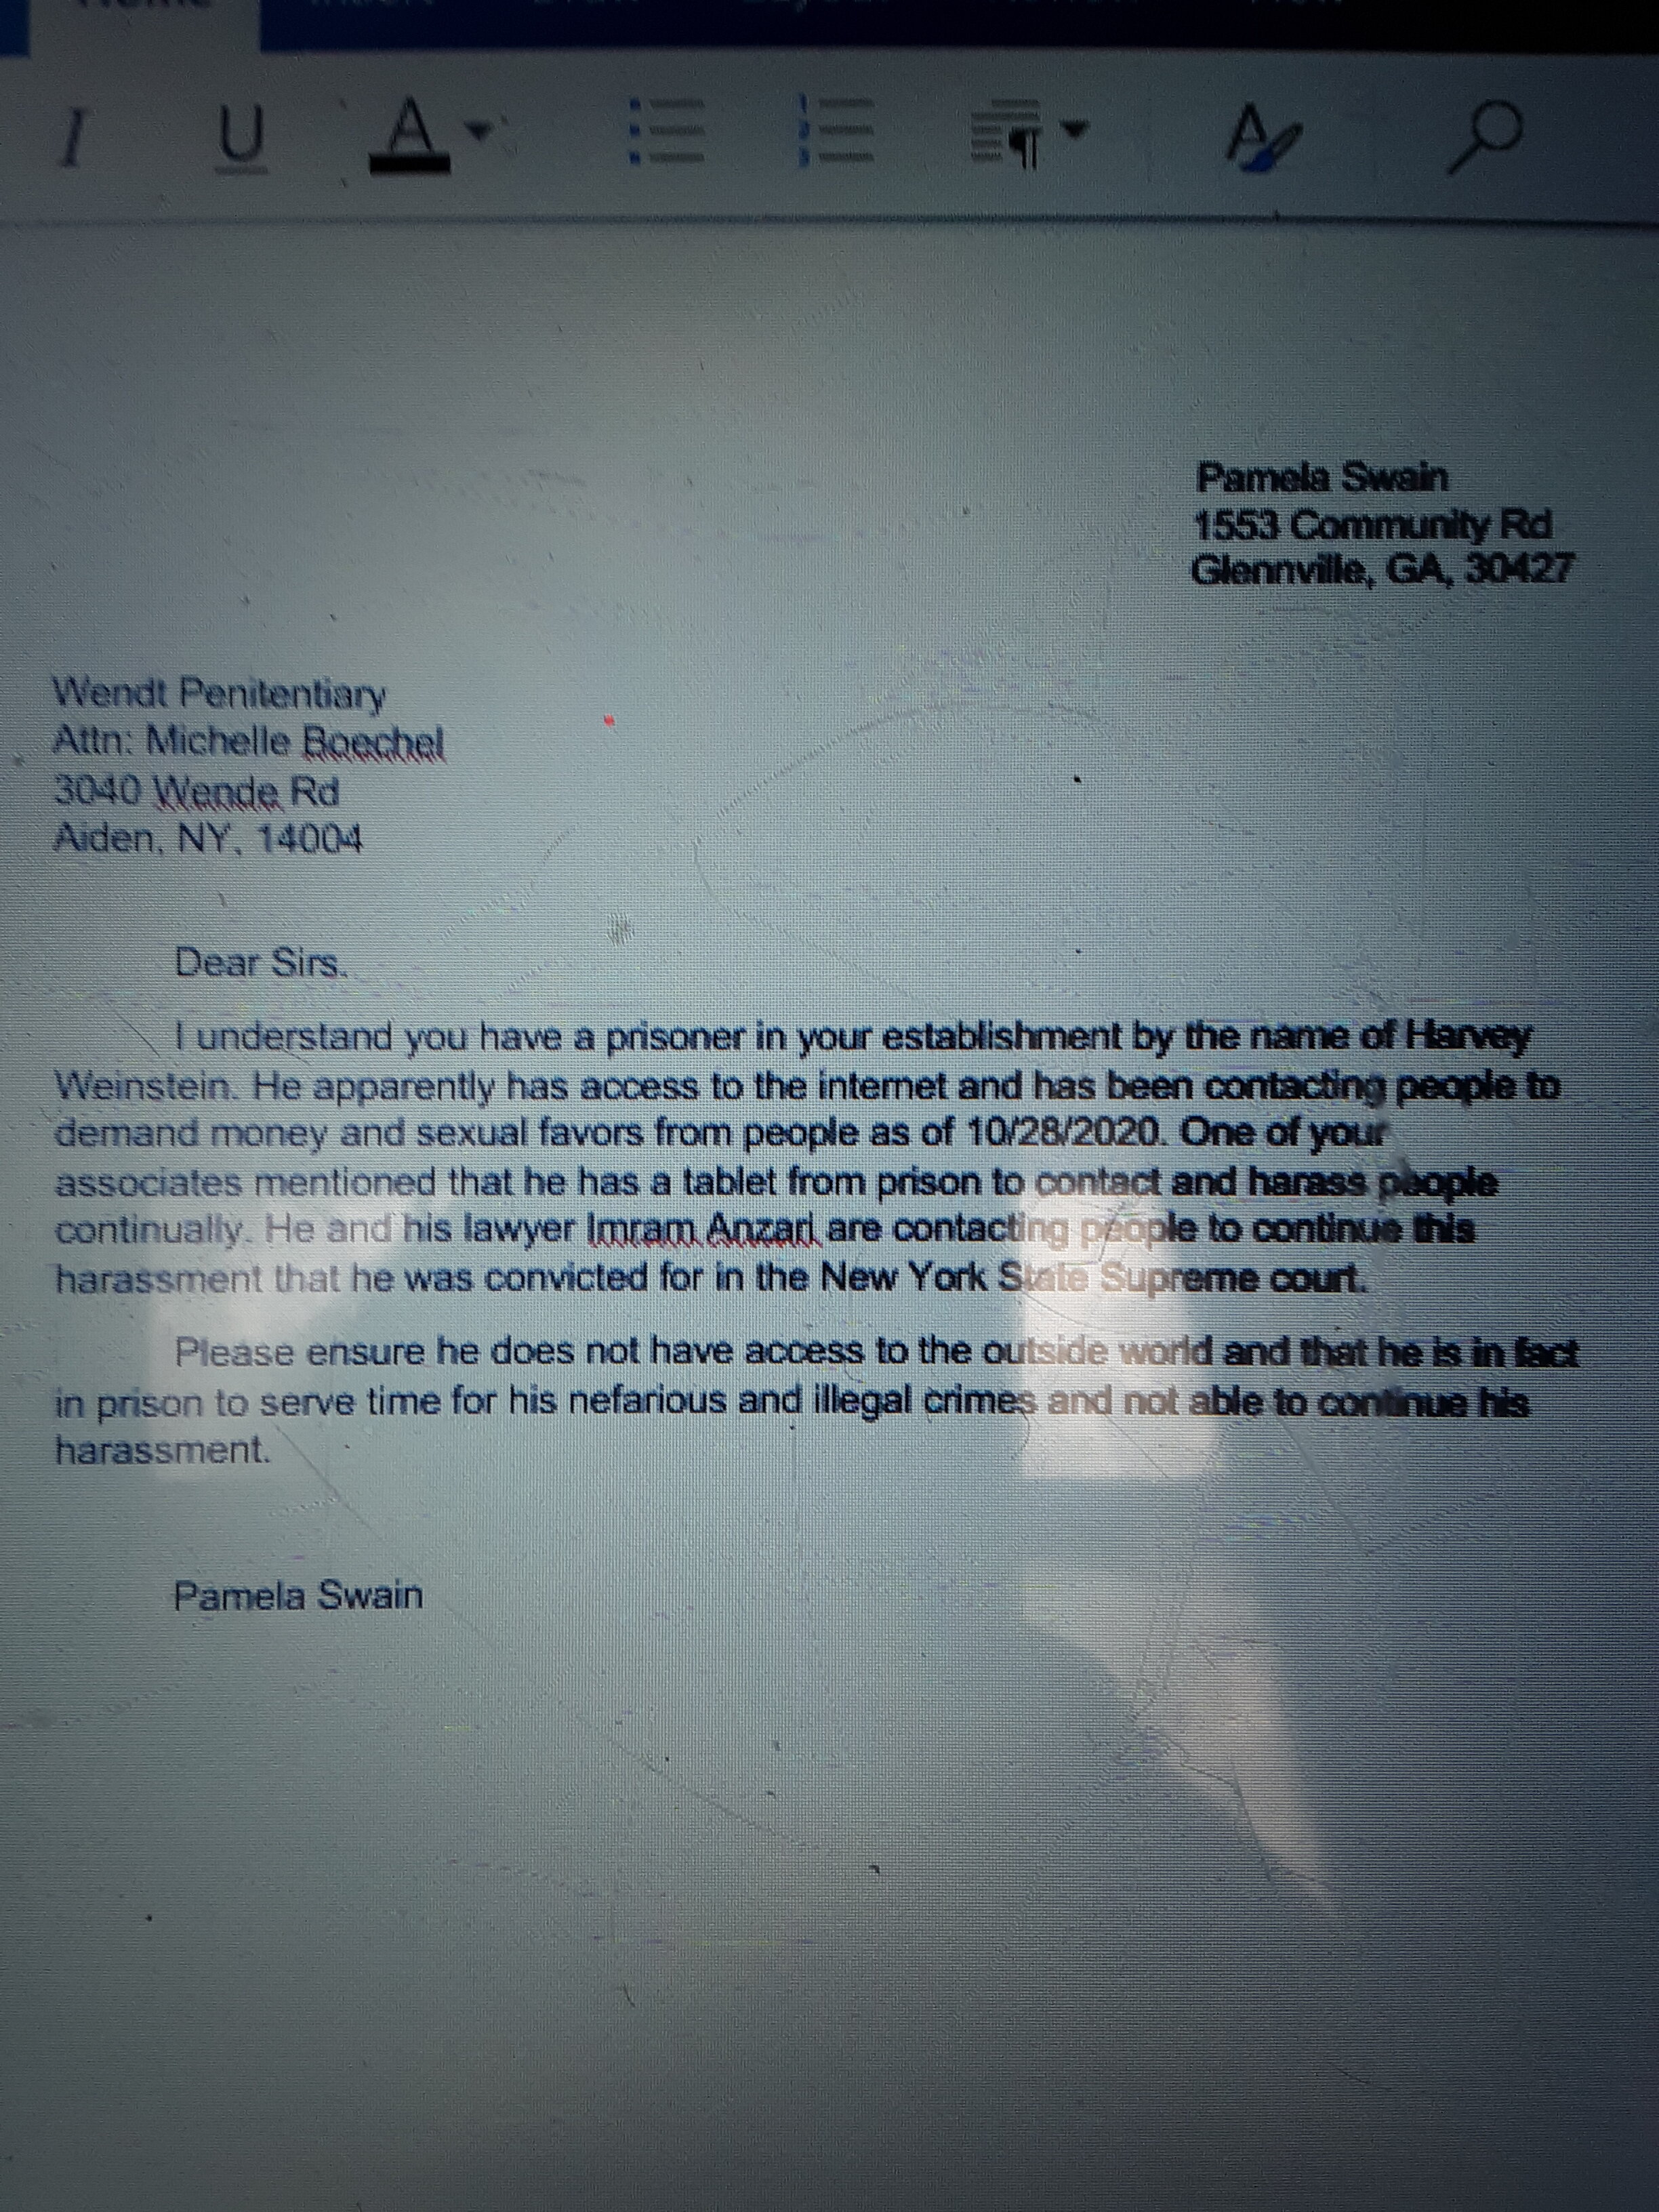 I U A
Pamela Swain
1553 Community Rd
Glennville, GA, 30427
Wendt Penitentiary
Attn: Michelle Boechel
3040 Wende Rd
Alden, NY, 14004
Dear Sirs,
I understand you have a prisoner in your establishment by the name of Harvey
Weinstein. He apparently has access to the internet and has been contacting people to
demand money and sexual favors from people as of 10/28/2020. One of your
associates mentioned that he has a tablet from prison to contact and harass people
continually. He and his lawyer Imram Anzari, are contacting people to continue this
harassment that he was convicted for in the New York State Supreme court.
Please ensure he does not have access to the outside world and that he is in fact
in prison to serve time for his nefarious and illegal crimes and not able to continue his
harassment.
Pamela Swain